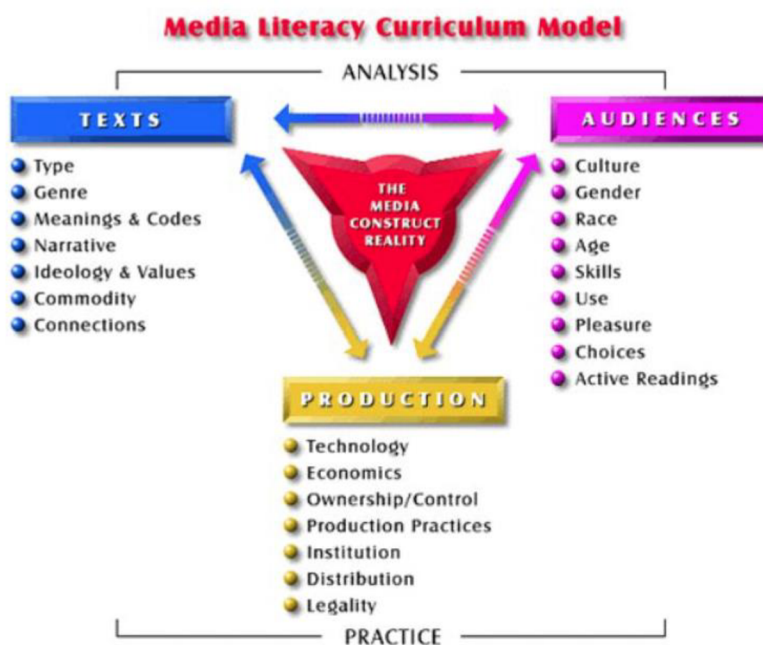 Media Literacy Curriculum Model
ANALYSIS
TEXTS
Type
Genre
Meanings & Codes
Narrative
Ideology & Values
Commodity
Connections
THE
MEDIA
CONSTRUCT
REALITY
AUDIENCES
Culture
Gender
Race
Age
Skills
Use
Pleasure
Choices
Active Readings
PRODUCTION
Technology
Economics
Ownership/Control
Production Practices
Institution
Distribution
Legality
PRACTICE